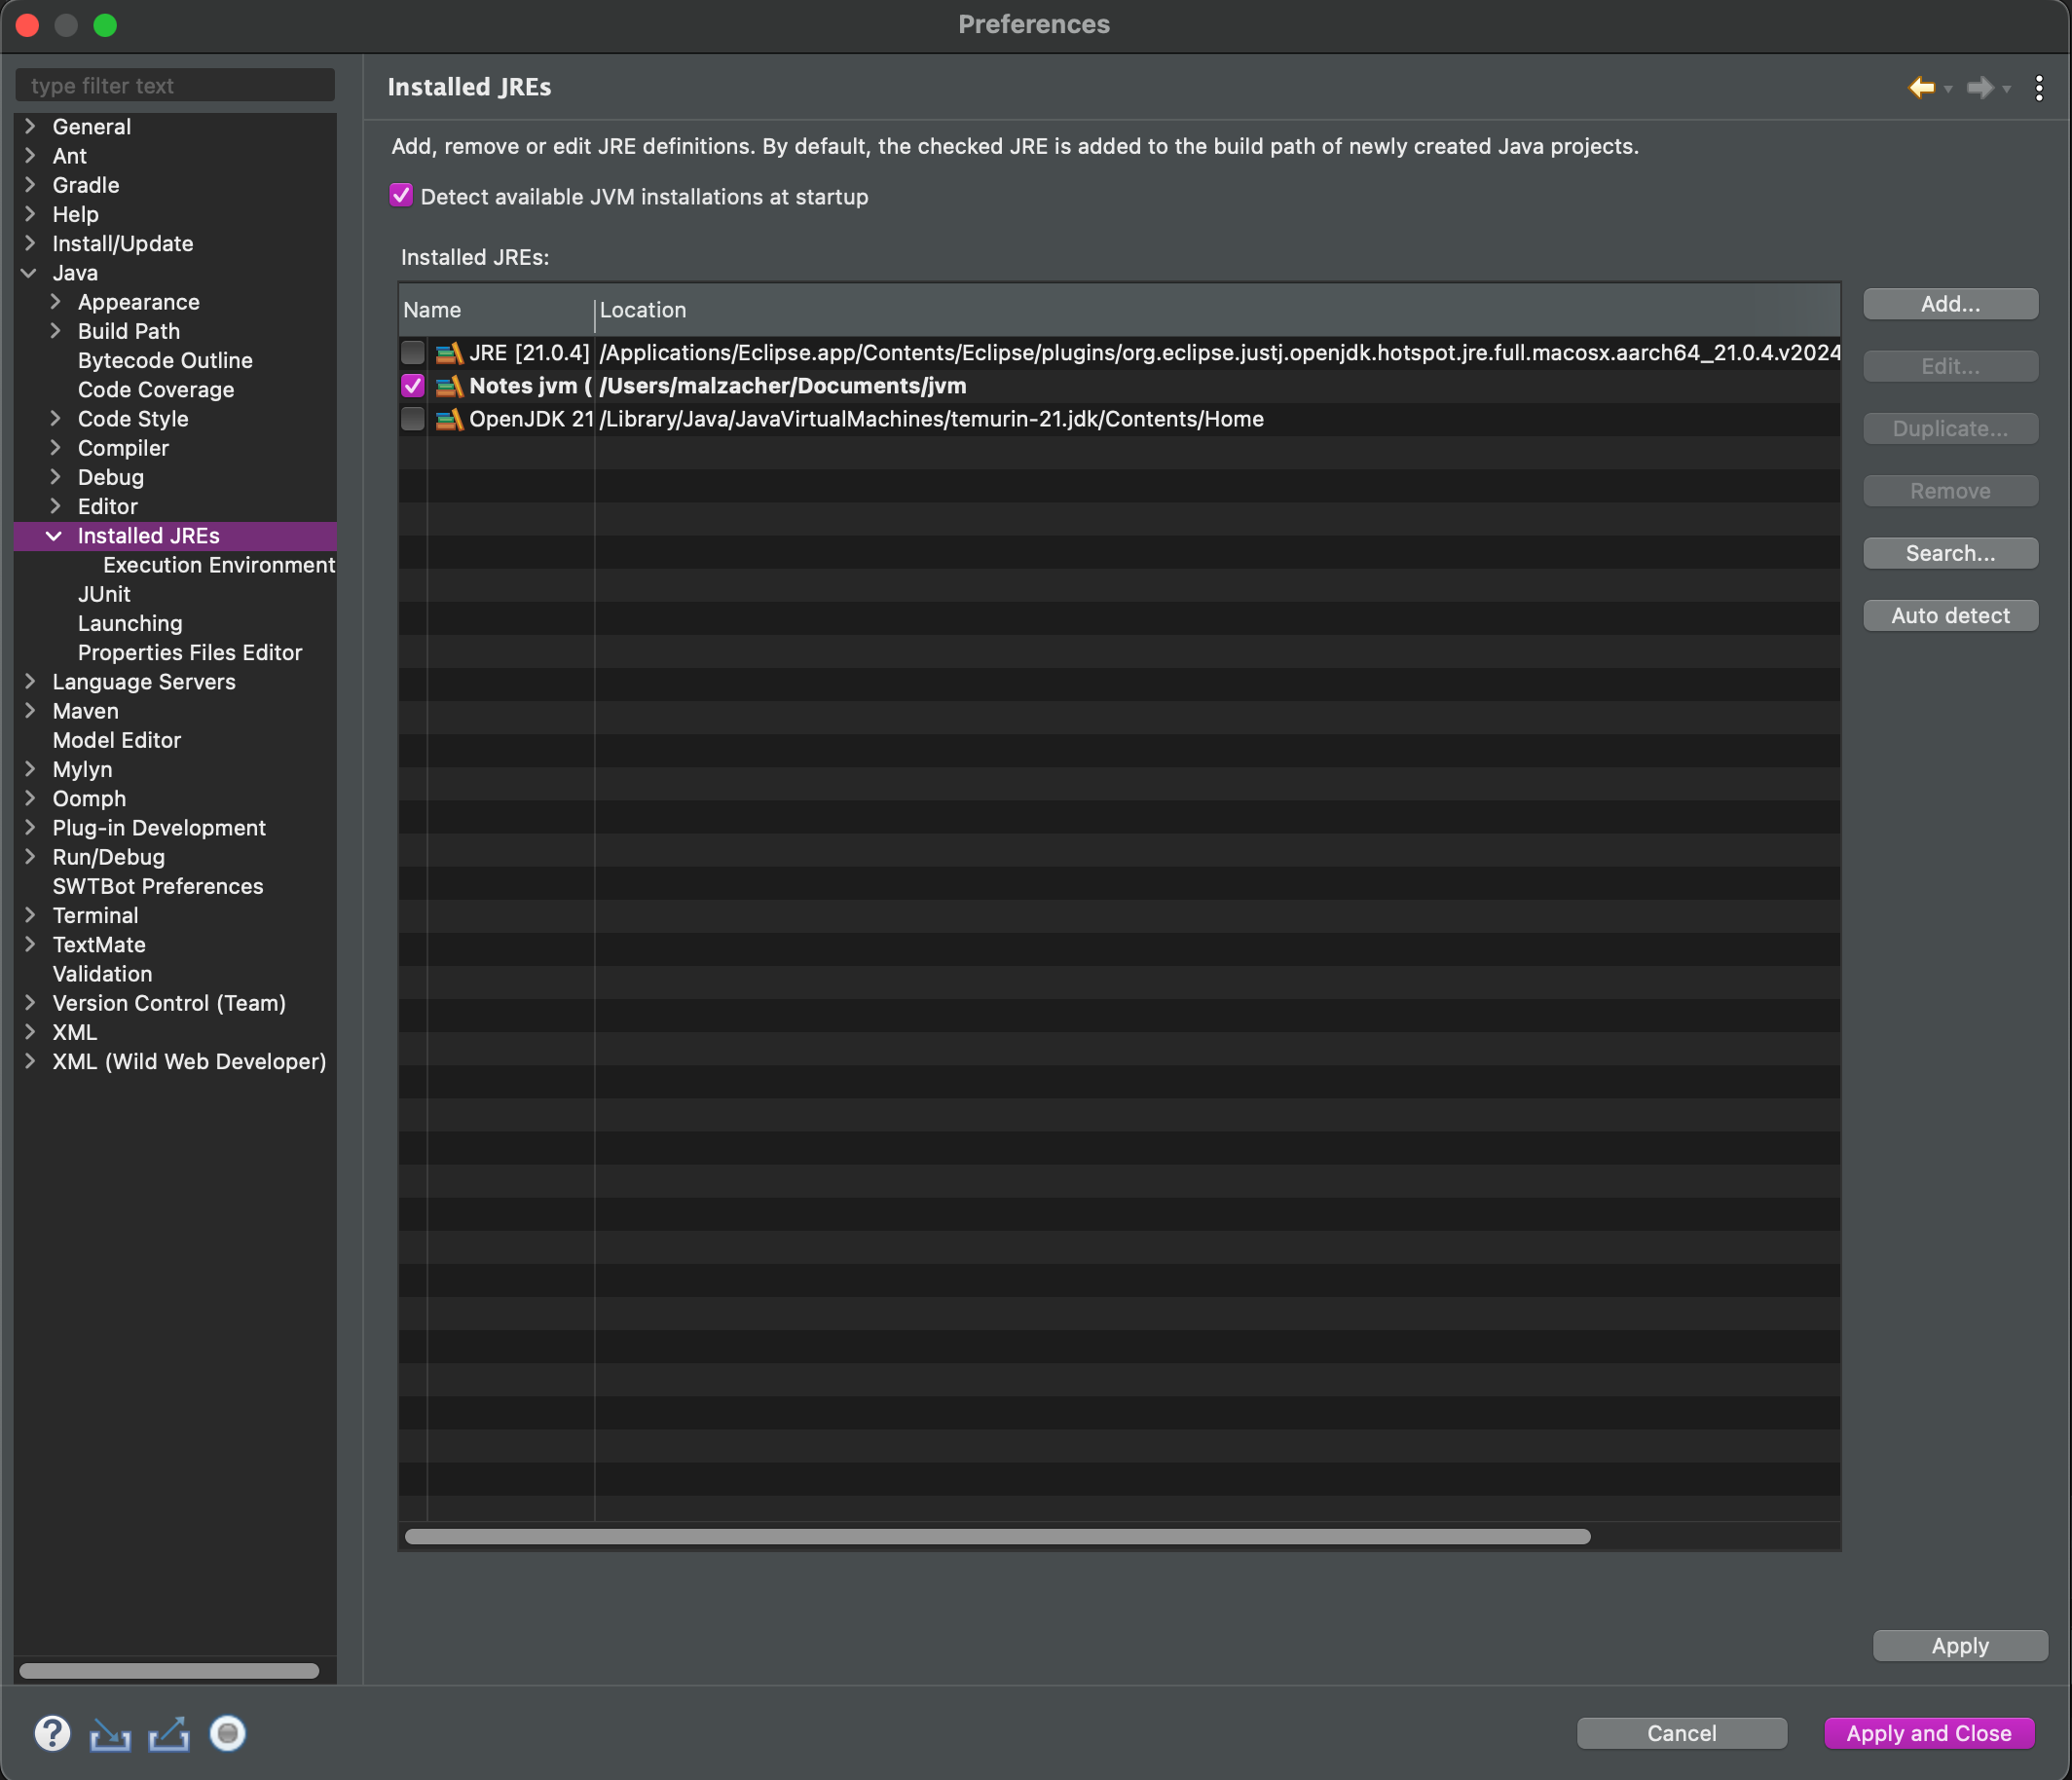 Preferences
type filter text
General
Ant
Gradle
Help
Install/Update
Java
Appearance
Build Path
Bytecode Outline
Code Coverage
Code Style
Compiler
Debug
Editor
Installed JREs
Execution Environment
JUnit
Launching
Properties Files Editor
Language Servers
Maven
Model Editor
Mylyn
Oomph
Plug-in Development
Run/Debug
SWTBot Preferences
Terminal
TextMate
Validation
Version Control (Team)
XML
XML (Wild Web Developer)
Installed JREs
Add, remove or edit JRE definitions. By default, the checked JRE is added to the build path of newly created Java projects.
Detect available JVM installations at startup
Installed JREs:
Name Location
JRE [21.0.4] /Applications/Eclipse.app/Contents/Eclipse/plugins/org.eclipse.justj.openjdk.hotspot.jre.full.macosx.aarch64_21.0.4.v2024
Notes jvm ( /Users/malzacher/Documents/jvm
OpenJDK 21 /Library/Java/JavaVirtualMachines/temurin-21.jdk/Contents/Home
Add...
Edit...
Duplicate...
Remove
Search...
Auto detect
Apply
?
Cancel
Apply and Close